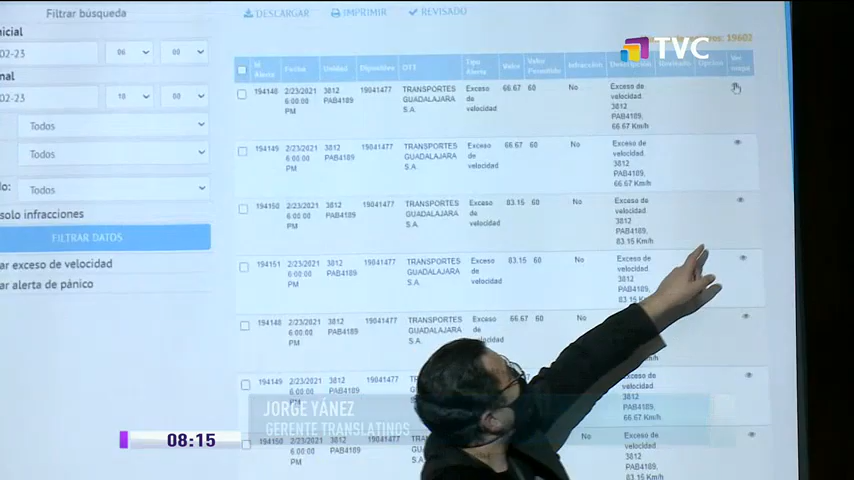 Filtrar búsqueda
DESCARGAR IMPRIMIR REVISADO
19602
TVC
icial
02-23 06 00
nal
02-23 18 00
Todos
Todos
do: Todos
solo infracciones
FILTRAR DATOS
ar exceso de velocidad
ar alerta de pánico
Id Alerta Fecha Unidad Dispositivo OTT Tipo Alerta Valor Valor Permitido Infracción Descripción Revisado Opción Ver mapa
194148 2/23/2021 6:00:00 PM 3812 PAB4189 19041477 TRANSPORTES GUADALAJARA S.A. Exceso de velocidad 66.67 60 No Exceso de velocidad. 3812 PAB4189, 66.67 Km/h
194149 2/23/2021 6:00:00 PM 3812 PAB4189 19041477 TRANSPORTES GUADALAJARA S.A. Exceso de velocidad 66.67 60 No Exceso de velocidad. 3812 PAB4189, 66.67 Km/h
194150 2/23/2021 6:00:00 PM 3812 PAB4189 19041477 TRANSPORTES GUADALAJARA S.A. Exceso de velocidad 83.15 60 No Exceso de velocidad. 3812 PAB4189, 83.15 Km/h
194151 2/23/2021 6:00:00 PM 3812 PAB4189 19041477 TRANSPORTES GUADALAJARA S.A. Exceso de velocidad 83.15 60 No Exceso de velocidad. 3812 PAB4189, 83.15
194148 2/23/2021 6:00:00 PM 3812 PAB4189 19041477 TRANSPORTES GUADALAJARA S.A. Exceso de velocidad 66.67 60 No
194149 2/23/2021 6:00:00 PM 3812 PAB4189 19041477 Exceso de velocidad. 3812 PAB4189, 66.67 Km/h
194150 2/23/2021 6:00:00 PM 3812 PAB4189 19041477 No Exceso de velocidad. 3812 PAB4189, 83.15 Km/h
JORGE YÁNEZ
GERENTE TRANSLATINOS
08:15